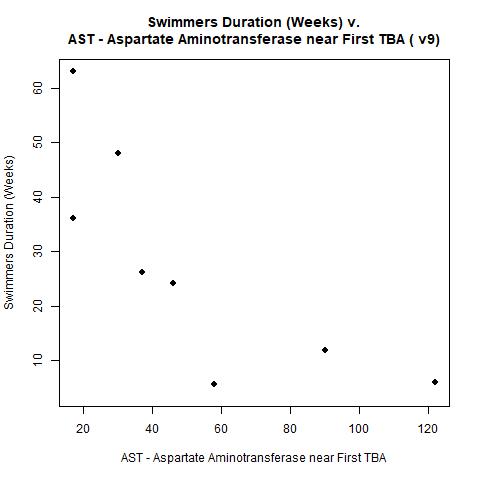 Swimmers Duration (Weeks) v.
AST - Aspartate Aminotransferase near First TBA ( v9)
Swimmers Duration (Weeks)
60
50
40
30
20
10
20 40 60 80 100 120
AST - Aspartate Aminotransferase near First TBA